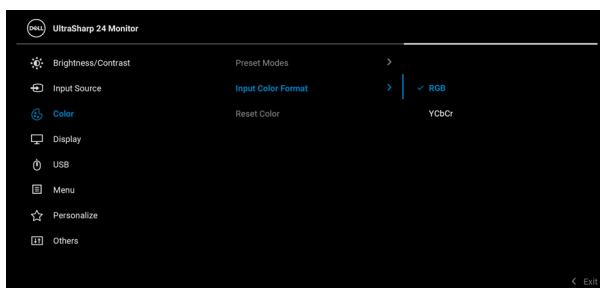 DELL UltraSharp 24 Monitor
Brightness/Contrast Preset Modes >
Input Source Input Color Format > ✓ RGB
Color Reset Color YCbCr
Display
USB
Menu
Personalize
Others
< Exit